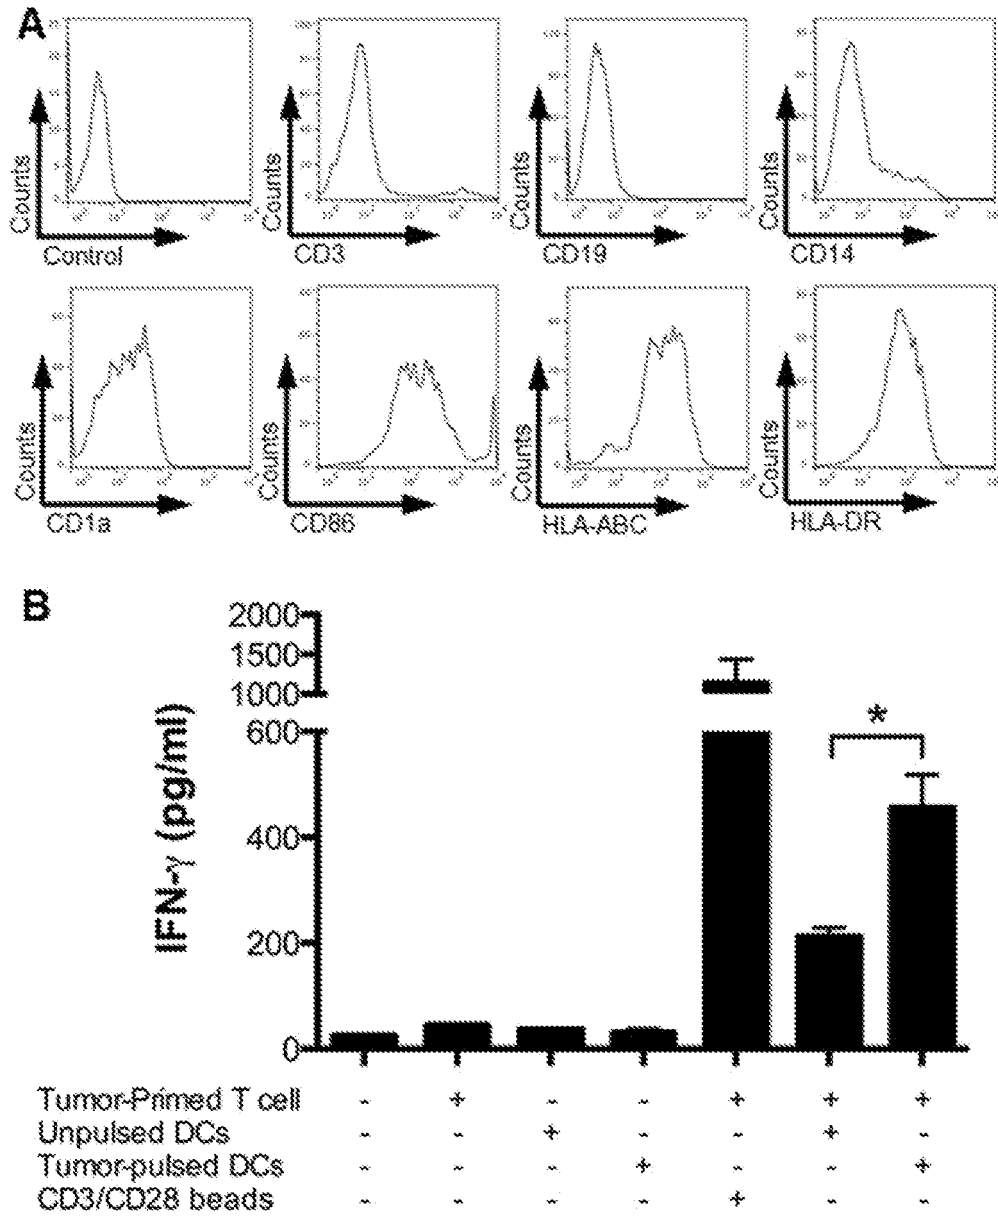 A
Counts Counts Counts Counts
Control CD3 CD19 CD14
Counts Counts Counts Counts
CD1a CD86 HLA-ABC HLA-DR
B
IFN-γ (pg/ml)
2000
1500
1000
600
400
200
0
*
Tumor-Primed T cell - + - - + + +
Unpulsed DCs - - + - - + -
Tumor-pulsed DCs - - - + - - +
CD3/CD28 beads - - - - + - -